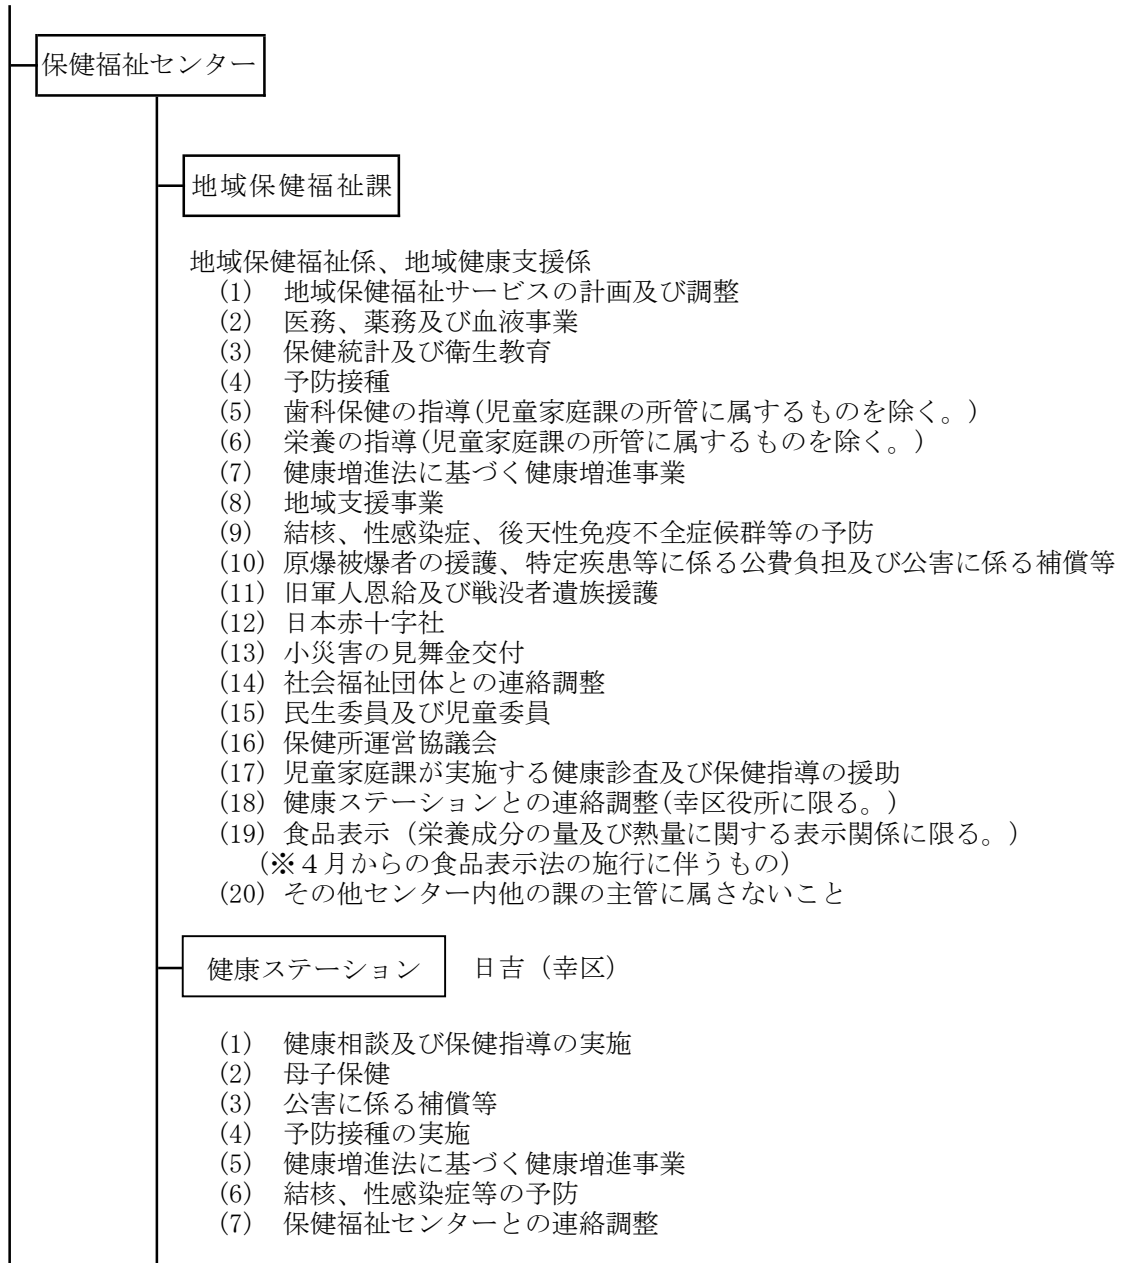 保健福祉センター
地域保健福祉課
地域保健福祉係、地域健康支援係
(1) 地域保健福祉サービスの計画及び調整
(2) 医務、薬務及び血液事業
(3) 保健統計及び衛生教育
(4) 予防接種
(5) 歯科保健の指導(児童家庭課の所管に属するものを除く。)
(6) 栄養の指導(児童家庭課の所管に属するものを除く。)
(7) 健康増進法に基づく健康増進事業
(8) 地域支援事業
(9) 結核、性感染症、後天性免疫不全症候群等の予防
(10) 原爆被爆者の援護、特定疾患等に係る公費負担及び公害に係る補償等
(11) 旧軍人恩給及び戦没者遺族援護
(12) 日本赤十字社
(13) 小災害の見舞金交付
(14) 社会福祉団体との連絡調整
(15) 民生委員及び児童委員
(16) 保健所運営協議会
(17) 児童家庭課が実施する健康診査及び保健指導の援助
(18) 健康ステーションとの連絡調整(幸区役所に限る。)
(19) 食品表示（栄養成分の量及び熱量に関する表示関係に限る。）
（※４月からの食品表示法の施行に伴うもの）
(20) その他センター内他の課の主管に属さないこと
健康ステーション　日吉（幸区）
(1) 健康相談及び保健指導の実施
(2) 母子保健
(3) 公害に係る補償等
(4) 予防接種の実施
(5) 健康増進法に基づく健康増進事業
(6) 結核、性感染症等の予防
(7) 保健福祉センターとの連絡調整